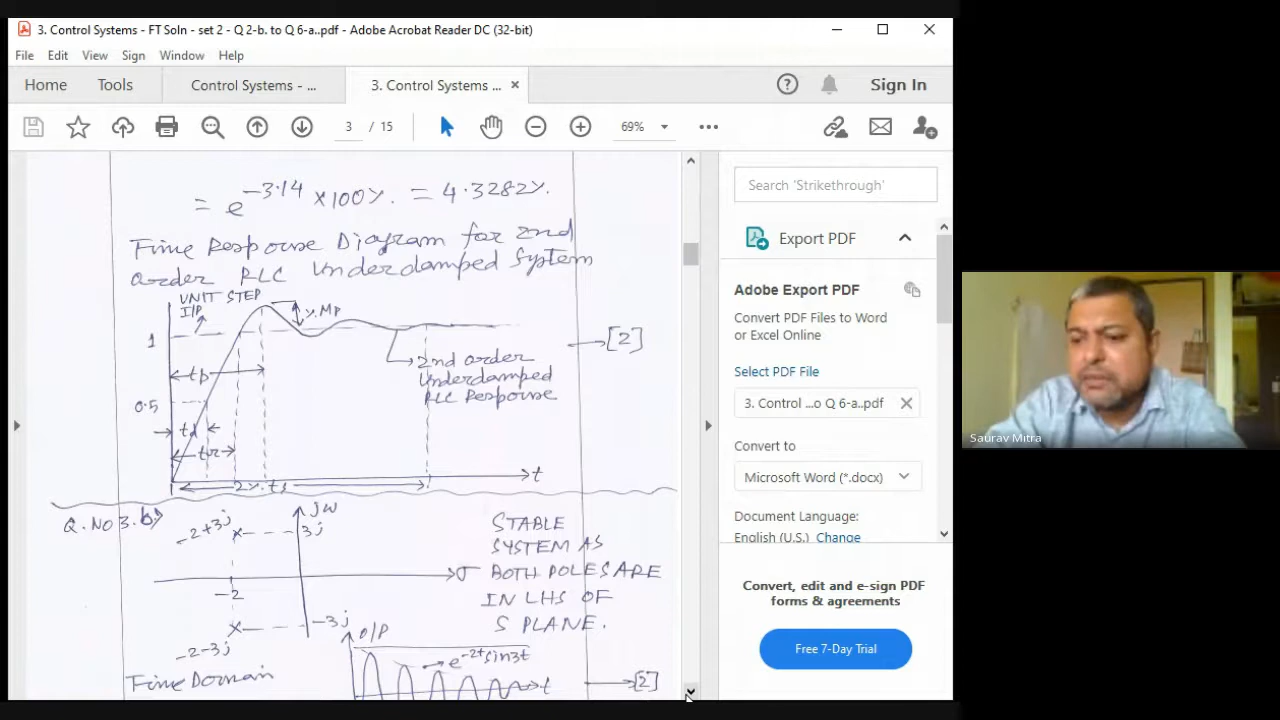 3. Control Systems - FT Soln - set 2 - Q 2-b. to Q 6-a..pdf - Adobe Acrobat Reader DC (32-bit)
File Edit View Sign Window Help
Home Tools Control Systems - ... 3. Control Systems ... × Sign In
3 / 15 69%
= e^-3.14 ×100%. = 4.3282%.
Time Response Diagram for 2nd
order RLC Underdamped System
UNIT STEP
I/P
%MP
1
[2]
2nd order
Underdamped
RLC Response
tp
0.5
td
tr
t
2%.ts
Q.NO 3.b)
-2+3j
jω
3j
STABLE
SYSTEM AS
σ
BOTH POLES ARE
-2
IN LHS OF
-3j
S PLANE.
-2-3j
O/P
e^-2t sin3t
Time Domain
t
[2]
Search 'Strikethrough'
Export PDF
Adobe Export PDF
Convert PDF Files to Word
or Excel Online
Select PDF File
3. Control ...o Q 6-a..pdf
Convert to
Microsoft Word (*.docx)
Document Language:
English (U.S.) Change
Convert, edit and e-sign PDF
forms & agreements
Free 7-Day Trial
Saurav Mitra